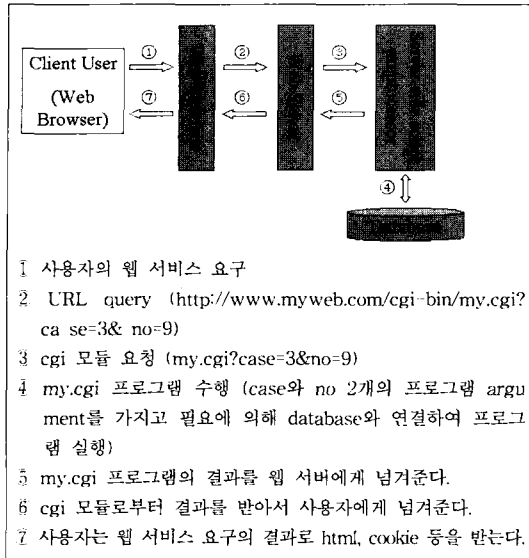 Client User
(Web
Browser)
①
②
③
⑦
⑥
⑤
④
① 사용자의 웹 서비스 요구
② URL query (http://www.myweb.com/cgi-bin/my.cgi?
ca se=3& no=9)
③ cgi 모듈 요청 (my.cgi?case=3&no=9)
④ my.cgi 프로그램 수행 (case와 no 2개의 프로그램 argu
ment를 가지고 필요에 의해 database와 연결하여 프로그
램 실행)
⑤ my.cgi 프로그램의 결과를 웹 서버에게 넘겨준다.
⑥ cgi 모듈로부터 결과를 받아서 사용자에게 넘겨준다.
⑦ 사용자는 웹 서비스 요구의 결과로 html, cookie 등을 받는다.